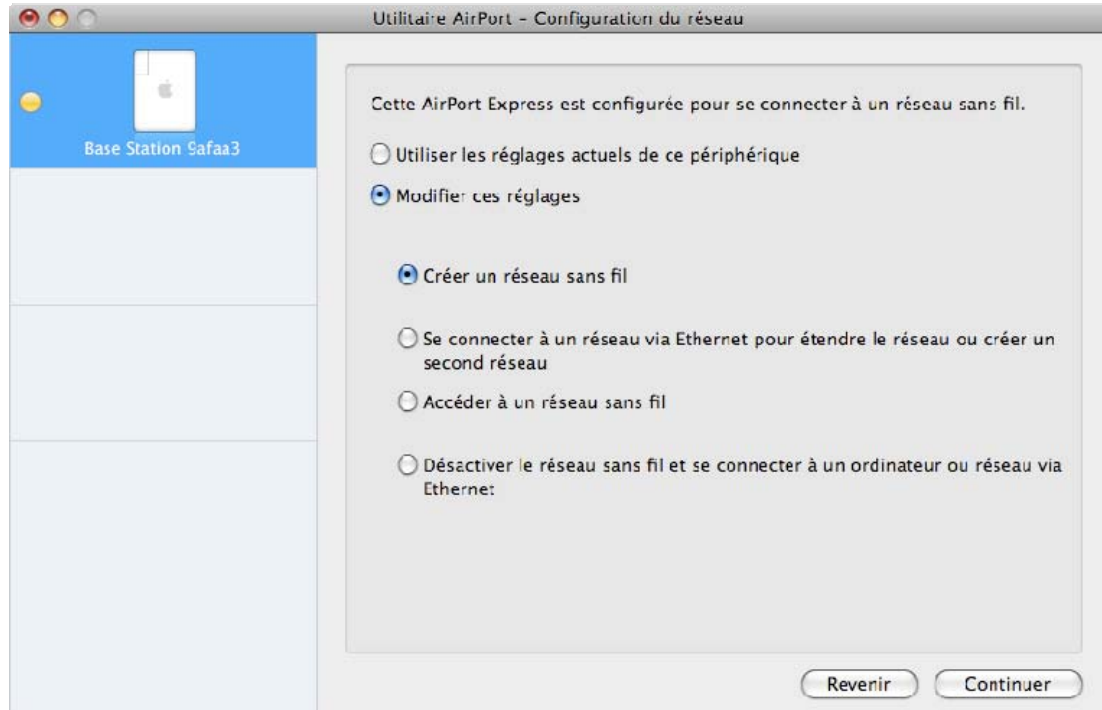 Utilitaire AirPort – Configuration du réseau
Base Station 9afaa3
Cette AirPort Express est configurée pour se connecter à un réseau sans fil.
Utiliser les réglages actuels de ce périphérique
Modifier ces réglages
Créer un réseau sans fil
Se connecter à un réseau via Ethernet pour étendre le réseau ou créer un
second réseau
Accéder à un réseau sans fil
Désactiver le réseau sans fil et se connecter à un ordinateur ou réseau via
Ethernet
Revenir
Continuer